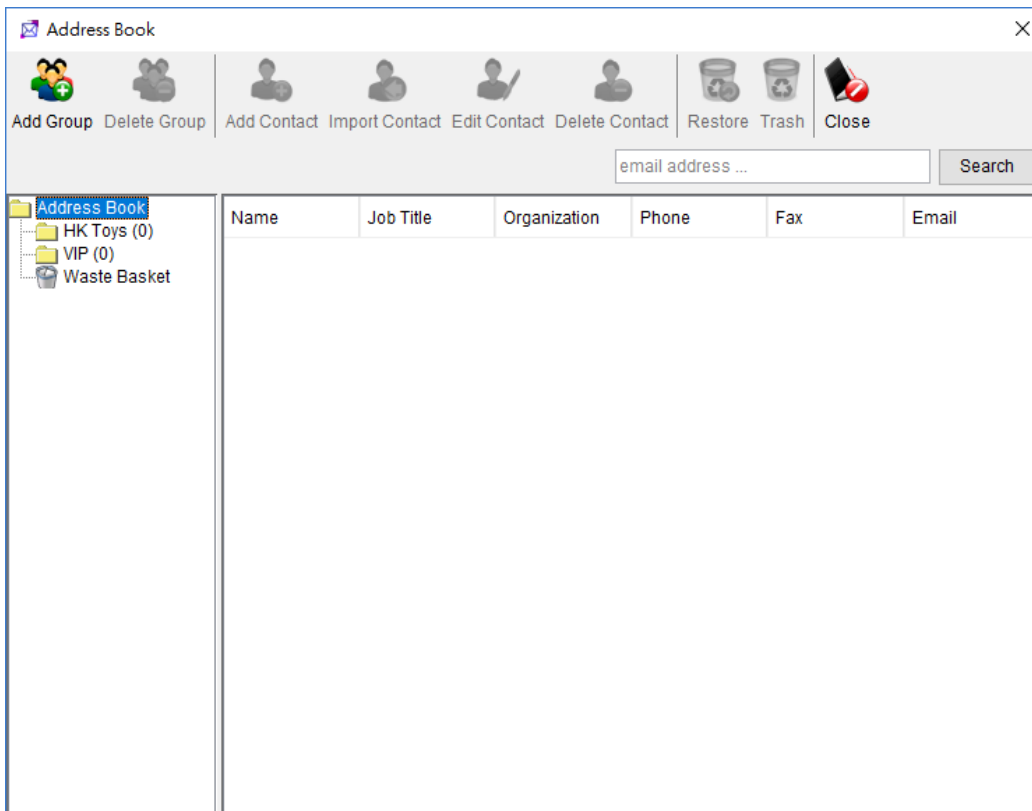 Address Book
Add Group Delete Group Add Contact Import Contact Edit Contact Delete Contact Restore Trash Close
email address ... Search
Address Book
HK Toys (0)
VIP (0)
Waste Basket
Name Job Title Organization Phone Fax Email